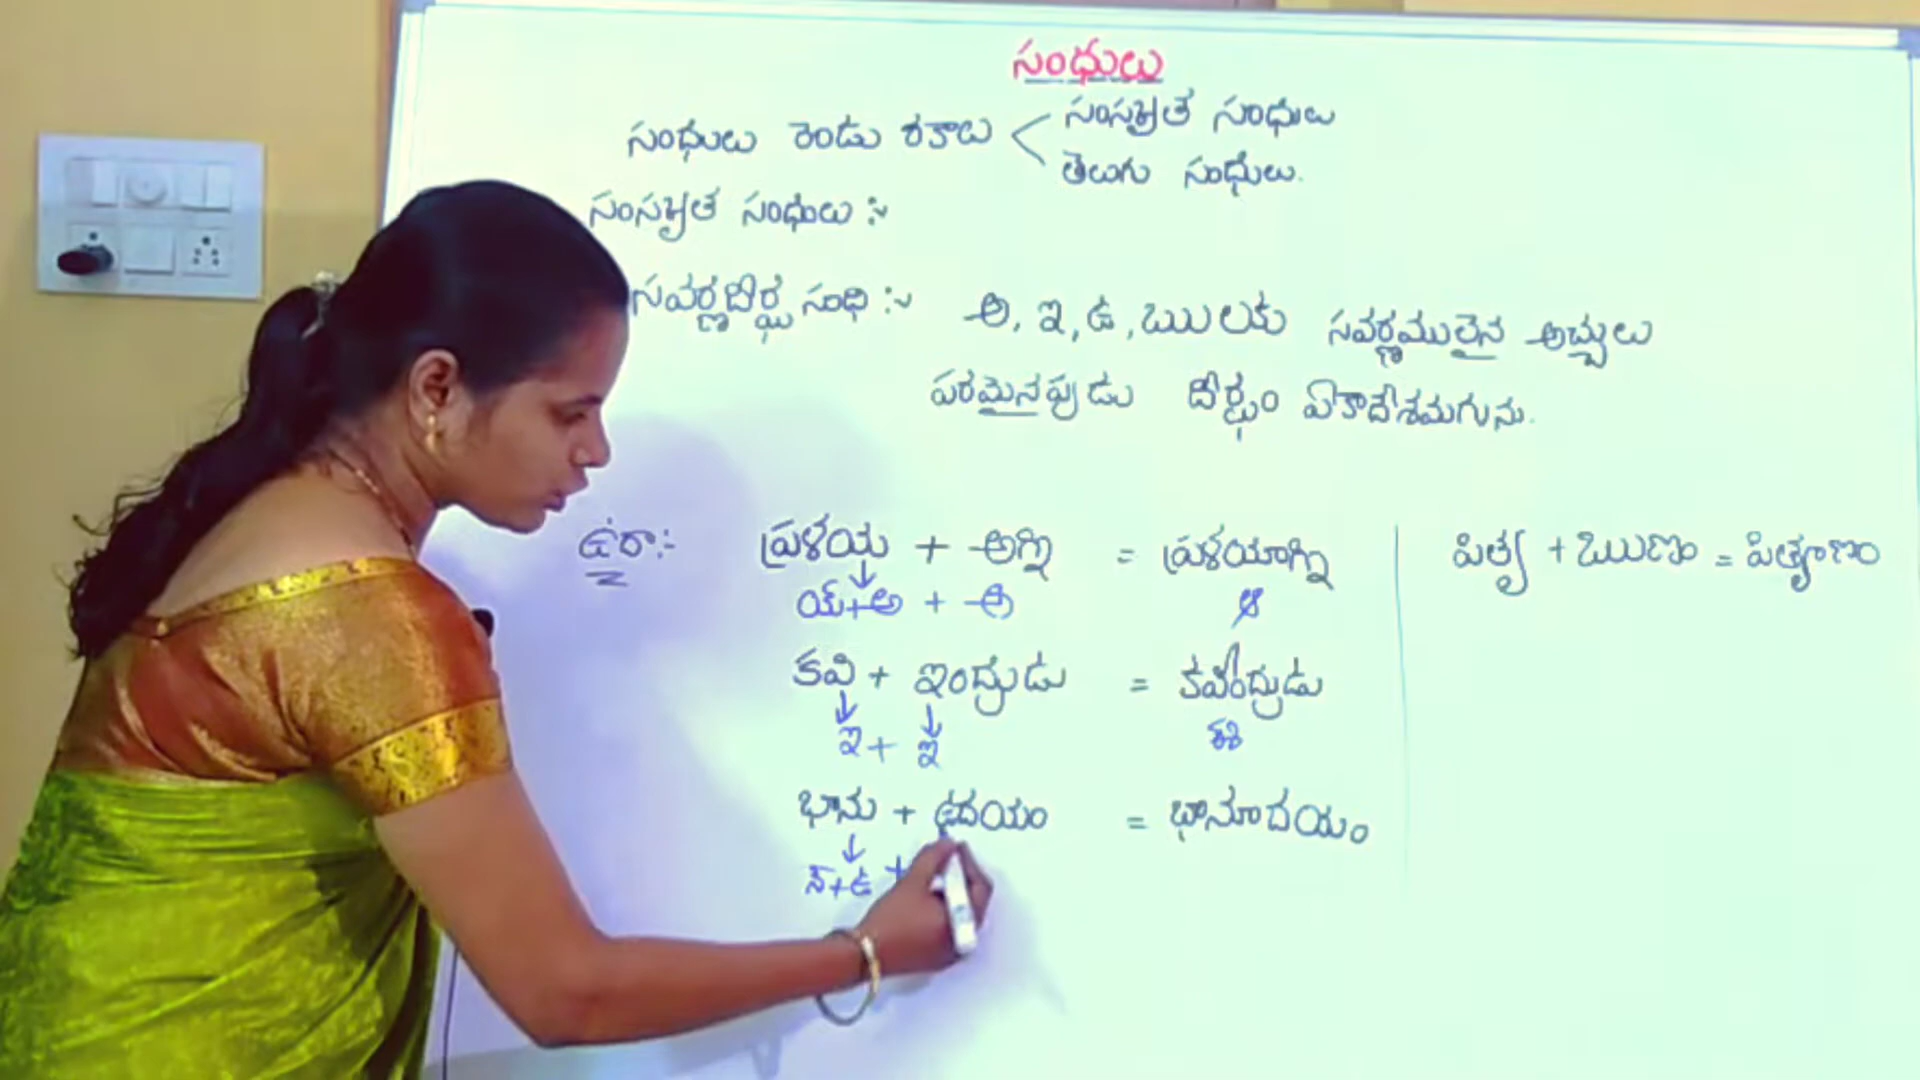 సంధులు
సంధులు రెండు రకాలు < సంస్కృత సంధులు
తెలుగు సంధులు.
సంస్కృత సంధులు :~
సవర్ణదీర్ఘ సంధి :~ అ, ఇ, ఉ, ఋ లకు సవర్ణములైన అచ్చులు
పరమైనపుడు దీర్ఘం ఏకాదేశమగును.
ఉదా:- ప్రళయ + అగ్ని = ప్రళయాగ్ని
య్+అ + అ ఆ
కవి + ఇంద్రుడు = కవీంద్రుడు
ఇ + ఇ ఈ
భాను + ఉదయం = భానూదయం
న్+ఉ +
పితృ + ఋణం = పితౄణం